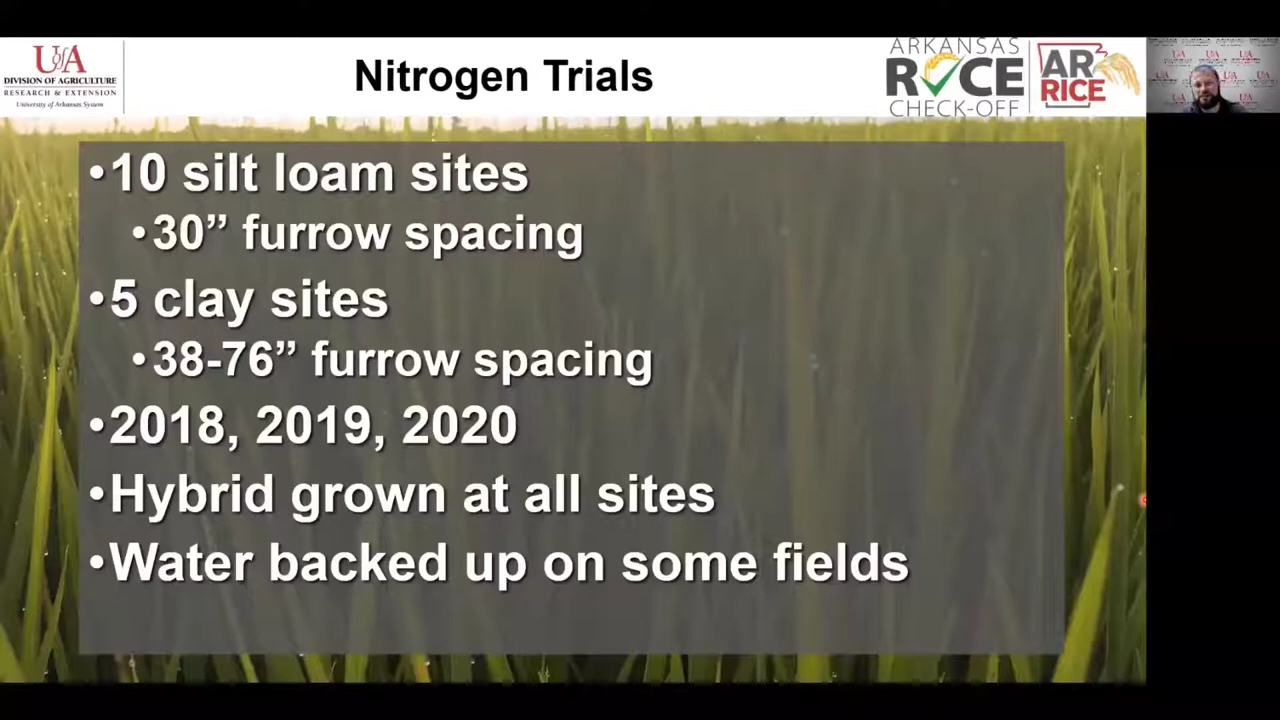 UofA
DIVISION OF AGRICULTURE
RESEARCH & EXTENSION
University of Arkansas System
Nitrogen Trials
ARKANSAS
RICE
CHECK-OFF
AR
RICE
•10 silt loam sites
•30” furrow spacing
•5 clay sites
•38-76” furrow spacing
•2018, 2019, 2020
•Hybrid grown at all sites
•Water backed up on some fields